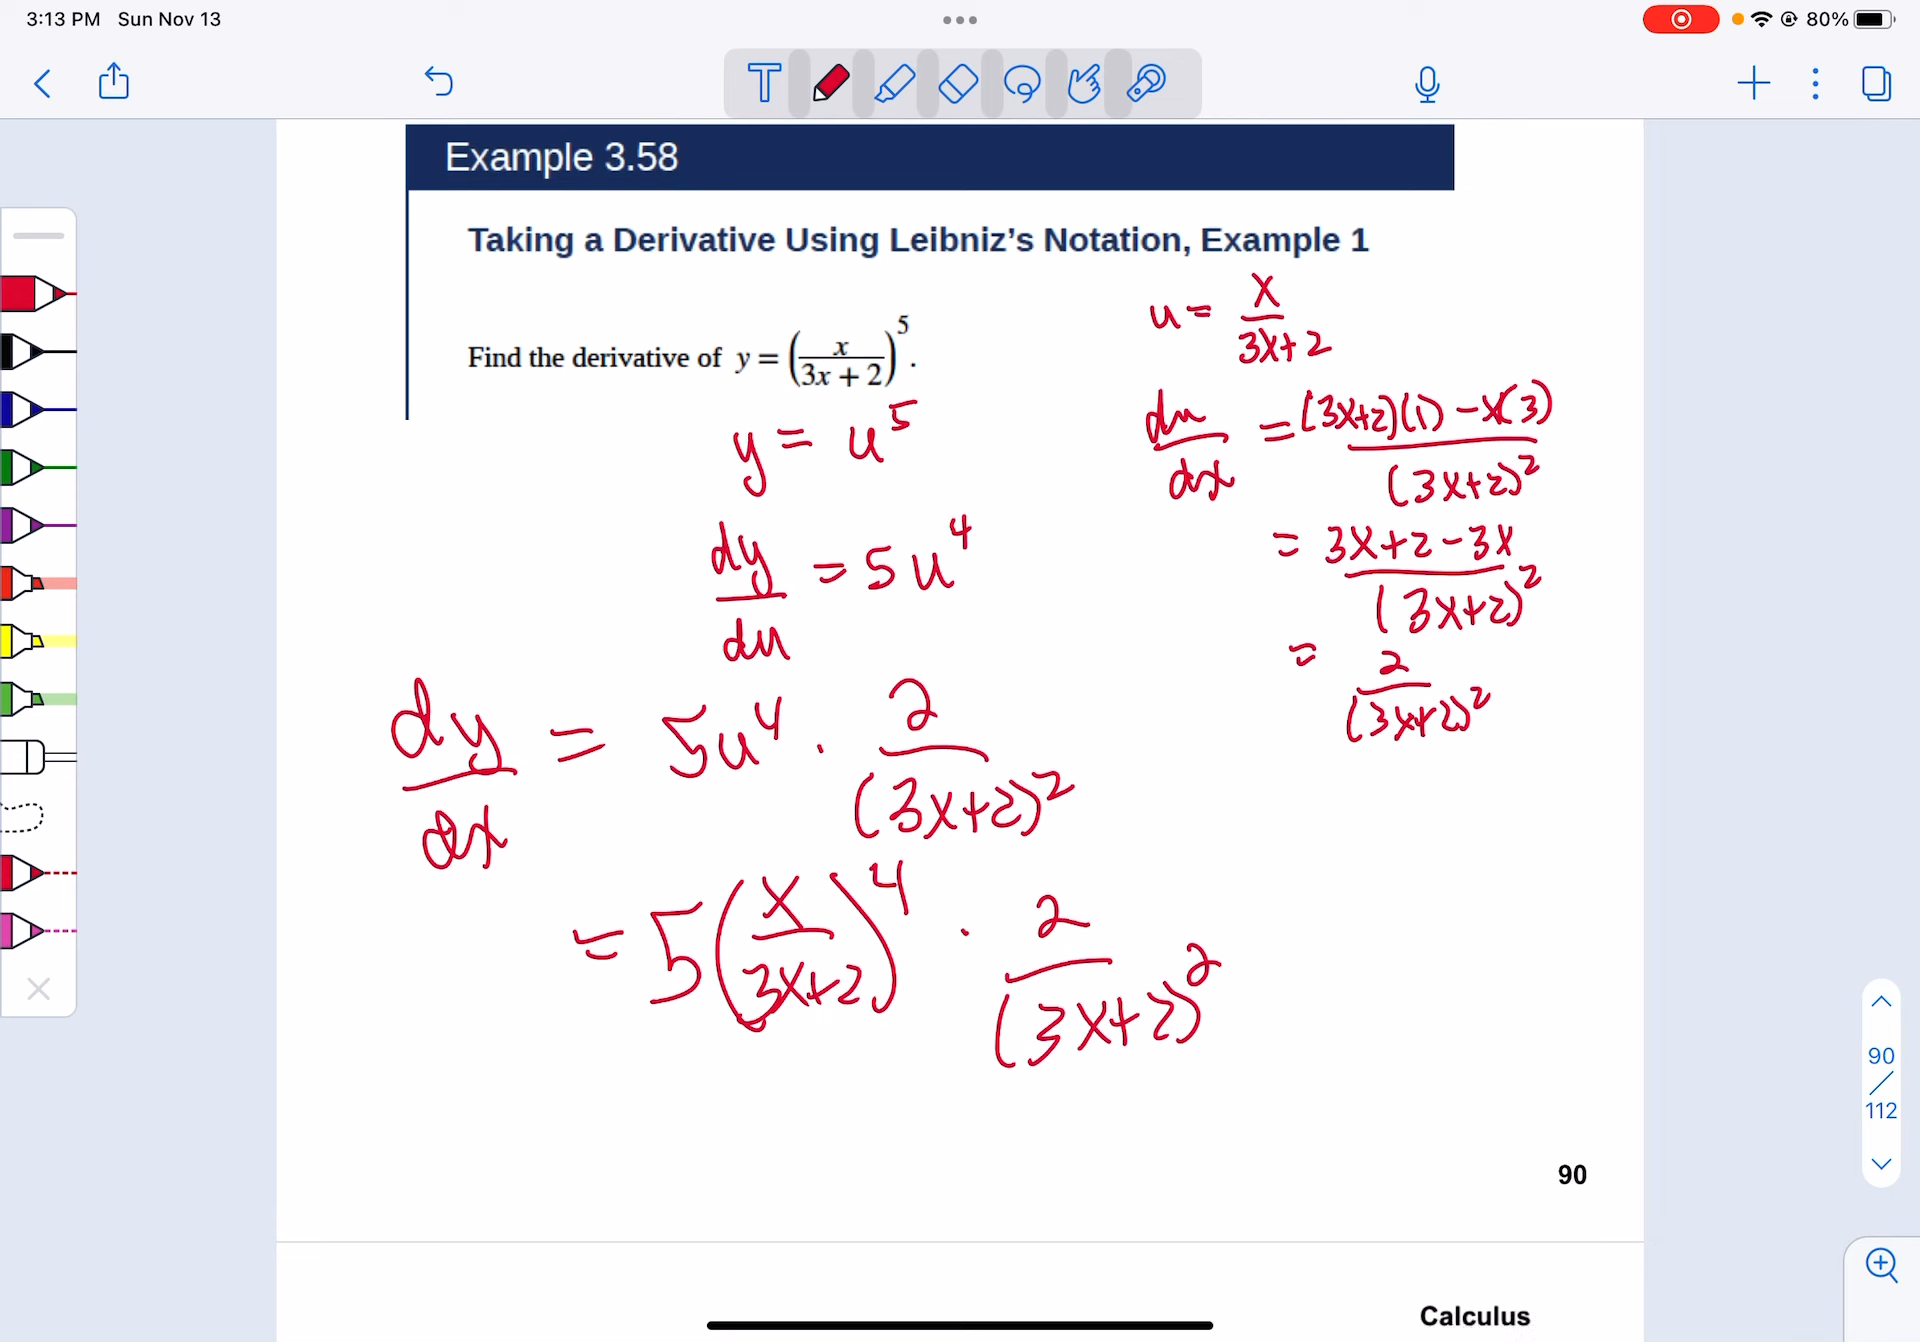 3:13 PM Sun Nov 13
80%
Example 3.58
Taking a Derivative Using Leibniz's Notation, Example 1
Find the derivative of y = (x/(3x + 2))^5.
u = x/(3x+2)
y = u^5
du/dx = ((3x+2)(1) - x(3))/(3x+2)^2
= (3x+2-3x)/(3x+2)^2
= 2/(3x+2)^2
dy/du = 5u^4
dy/dx = 5u^4 · 2/(3x+2)^2
= 5(x/(3x+2))^4 · 2/(3x+2)^2
90
/
112
90
Calculus